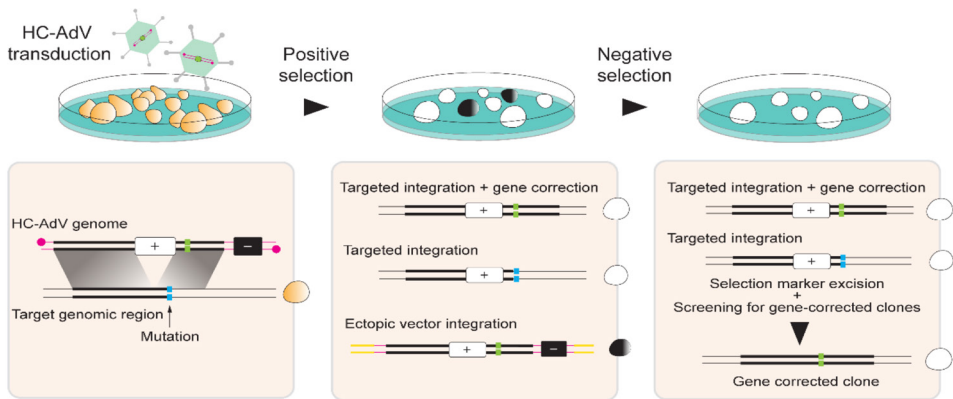 HC-AdV
transduction
Positive
selection
Negative
selection
HC-AdV genome
+
−
Target genomic region
Mutation
Targeted integration + gene correction
+
Targeted integration
+
Ectopic vector integration
+
−
Targeted integration + gene correction
+
Targeted integration
+
Selection marker excision
+
Screening for gene-corrected clones
Gene corrected clone